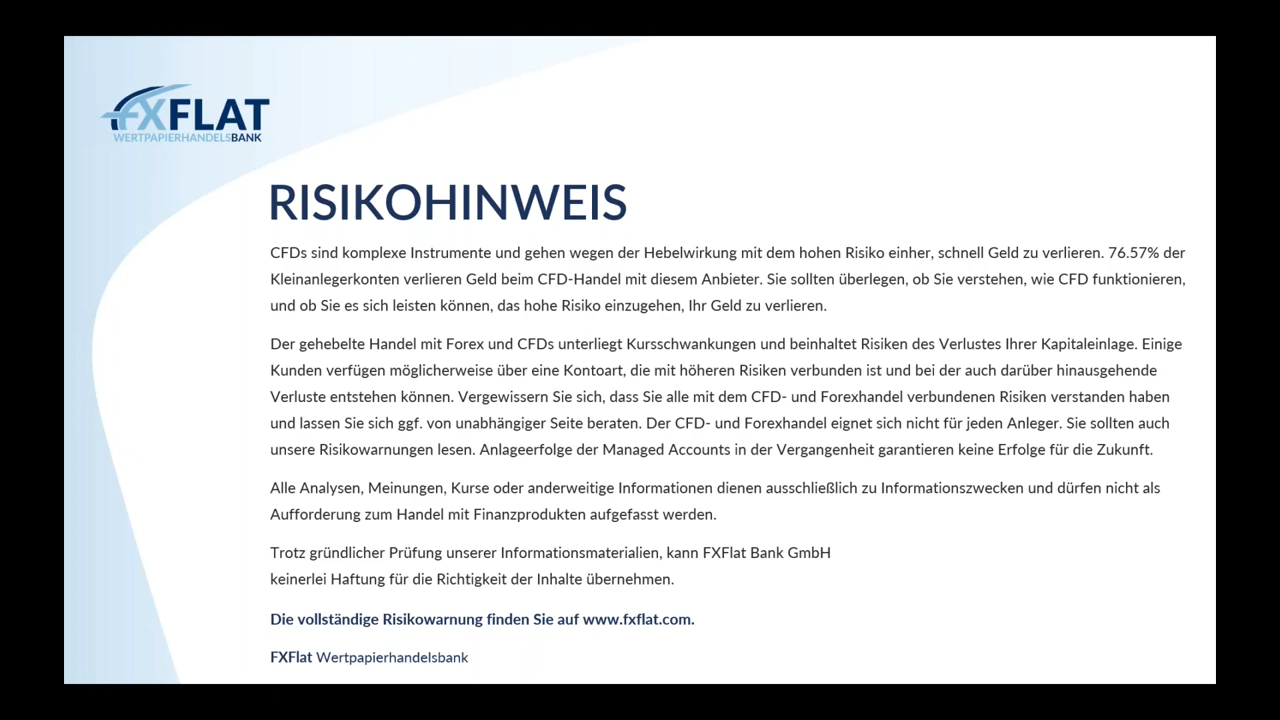 FXFLAT
WERTPAPIERHANDELSBANK
RISIKOHINWEIS
CFDs sind komplexe Instrumente und gehen wegen der Hebelwirkung mit dem hohen Risiko einher, schnell Geld zu verlieren. 76.57% der
Kleinanlegerkonten verlieren Geld beim CFD-Handel mit diesem Anbieter. Sie sollten überlegen, ob Sie verstehen, wie CFD funktionieren,
und ob Sie es sich leisten können, das hohe Risiko einzugehen, Ihr Geld zu verlieren.
Der gehebelte Handel mit Forex und CFDs unterliegt Kursschwankungen und beinhaltet Risiken des Verlustes Ihrer Kapitaleinlage. Einige
Kunden verfügen möglicherweise über eine Kontoart, die mit höheren Risiken verbunden ist und bei der auch darüber hinausgehende
Verluste entstehen können. Vergewissern Sie sich, dass Sie alle mit dem CFD- und Forexhandel verbundenen Risiken verstanden haben
und lassen Sie sich ggf. von unabhängiger Seite beraten. Der CFD- und Forexhandel eignet sich nicht für jeden Anleger. Sie sollten auch
unsere Risikowarnungen lesen. Anlageerfolge der Managed Accounts in der Vergangenheit garantieren keine Erfolge für die Zukunft.
Alle Analysen, Meinungen, Kurse oder anderweitige Informationen dienen ausschließlich zu Informationszwecken und dürfen nicht als
Aufforderung zum Handel mit Finanzprodukten aufgefasst werden.
Trotz gründlicher Prüfung unserer Informationsmaterialien, kann FXFlat Bank GmbH
keinerlei Haftung für die Richtigkeit der Inhalte übernehmen.
Die vollständige Risikowarnung finden Sie auf www.fxflat.com.
FXFlat Wertpapierhandelsbank